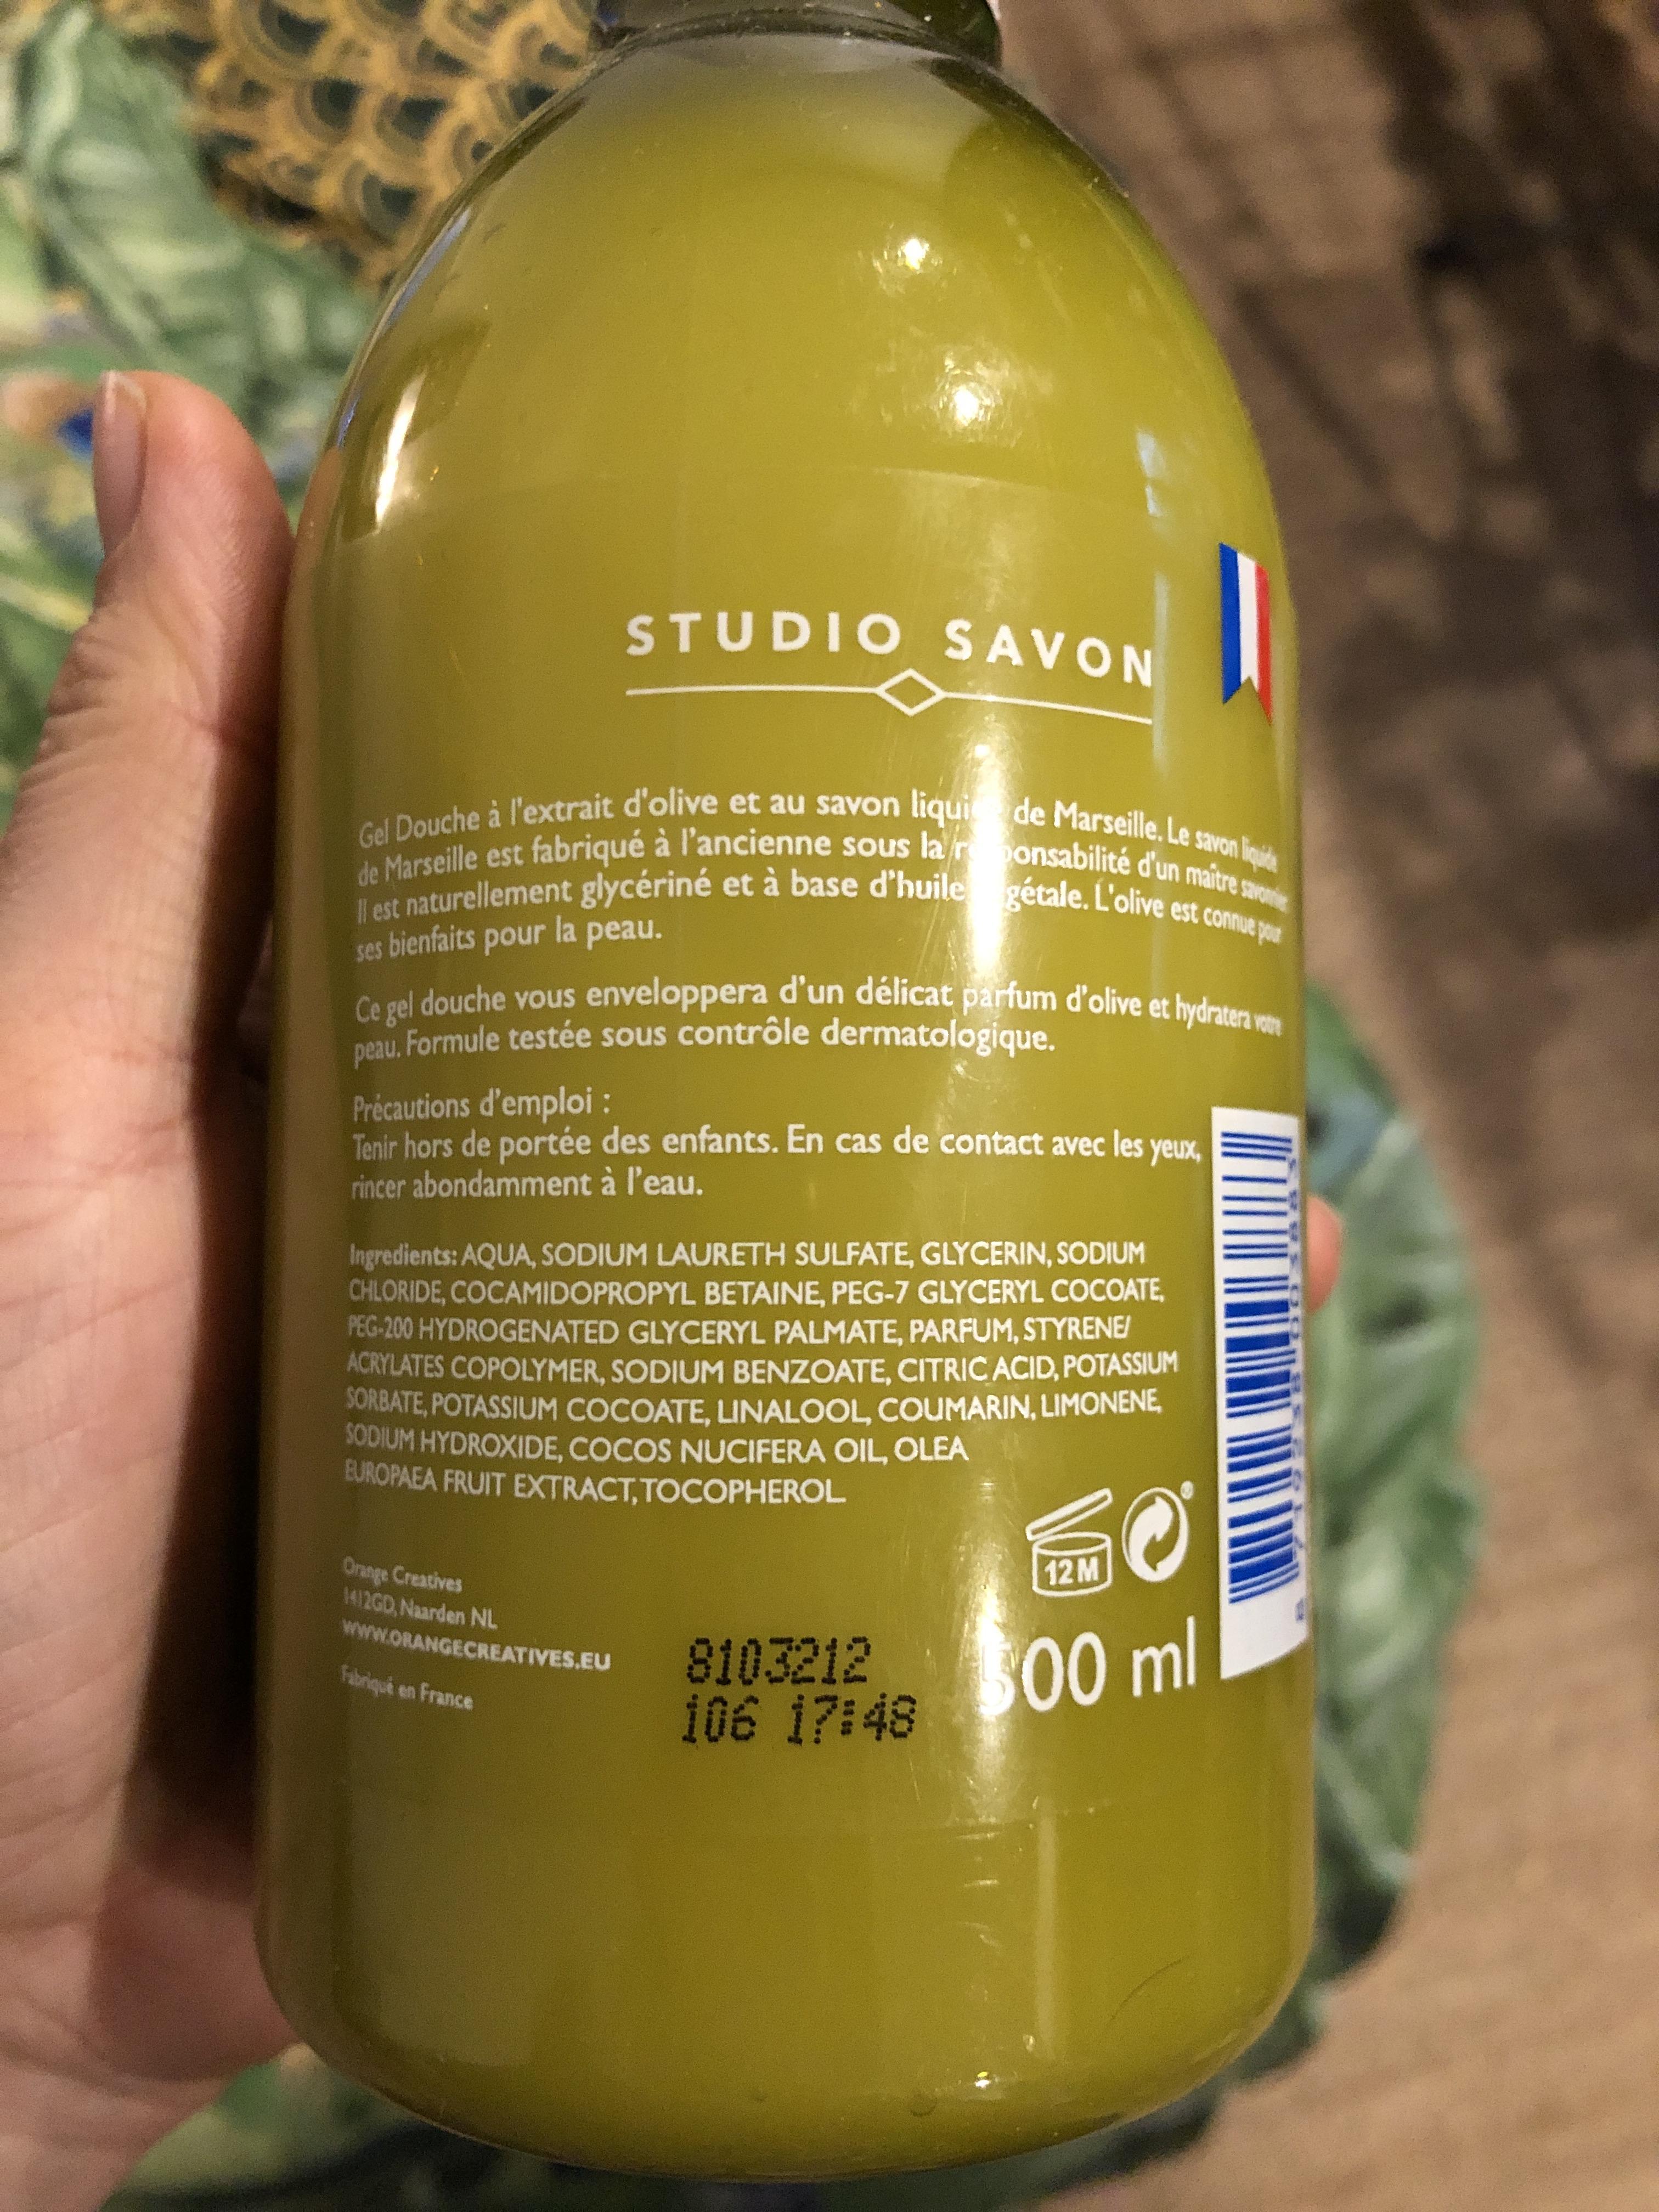 STUDIO SAVON
Gel Douche à l'extrait d'olive et au savon de Marseille. Le savon liquide
de Marseille est fabriqué à l'ancienne sous la d'un maître savonnier
Il est naturellement glycériné et à base d'huile L'olive est connue pour
ses bienfaits pour la peau.
Ce gel douche vous enveloppera d'un délicat parfum d'olive et hydratera votre
peau. Formule testée sous contrôle dermatologique.
Précautions d'emploi :
Tenir hors de portée des enfants. En cas de contact avec les yeux,
rincer abondamment à l'eau.
Ingredients: AQUA, SODIUM LAURETH SULFATE, GLYCERIN, SODIUM
CHLORIDE, COCAMIDOPROPYL BETAINE, PEG-7 GLYCERYL COCOATE,
PEG-200 HYDROGENATED GLYCERYL PALMATE, PARFUM, STYRENE/
ACRYLATES COPOLYMER, SODIUM BENZOATE, CITRIC ACID, POTASSIUM
SORBATE, POTASSIUM COCOATE, LINALOOL, COUMARIN, LIMONENE,
SODIUM HYDROXIDE, COCOS NUCIFERA OIL, OLEA
EUROPAEA FRUIT EXTRACT, TOCOPHEROL
12M
Orange Creatives
1412GD, Naarden NL
WWW.ORANGECREATIVES.EU
Fabriqué en France
8103212
106 17:48
500 ml